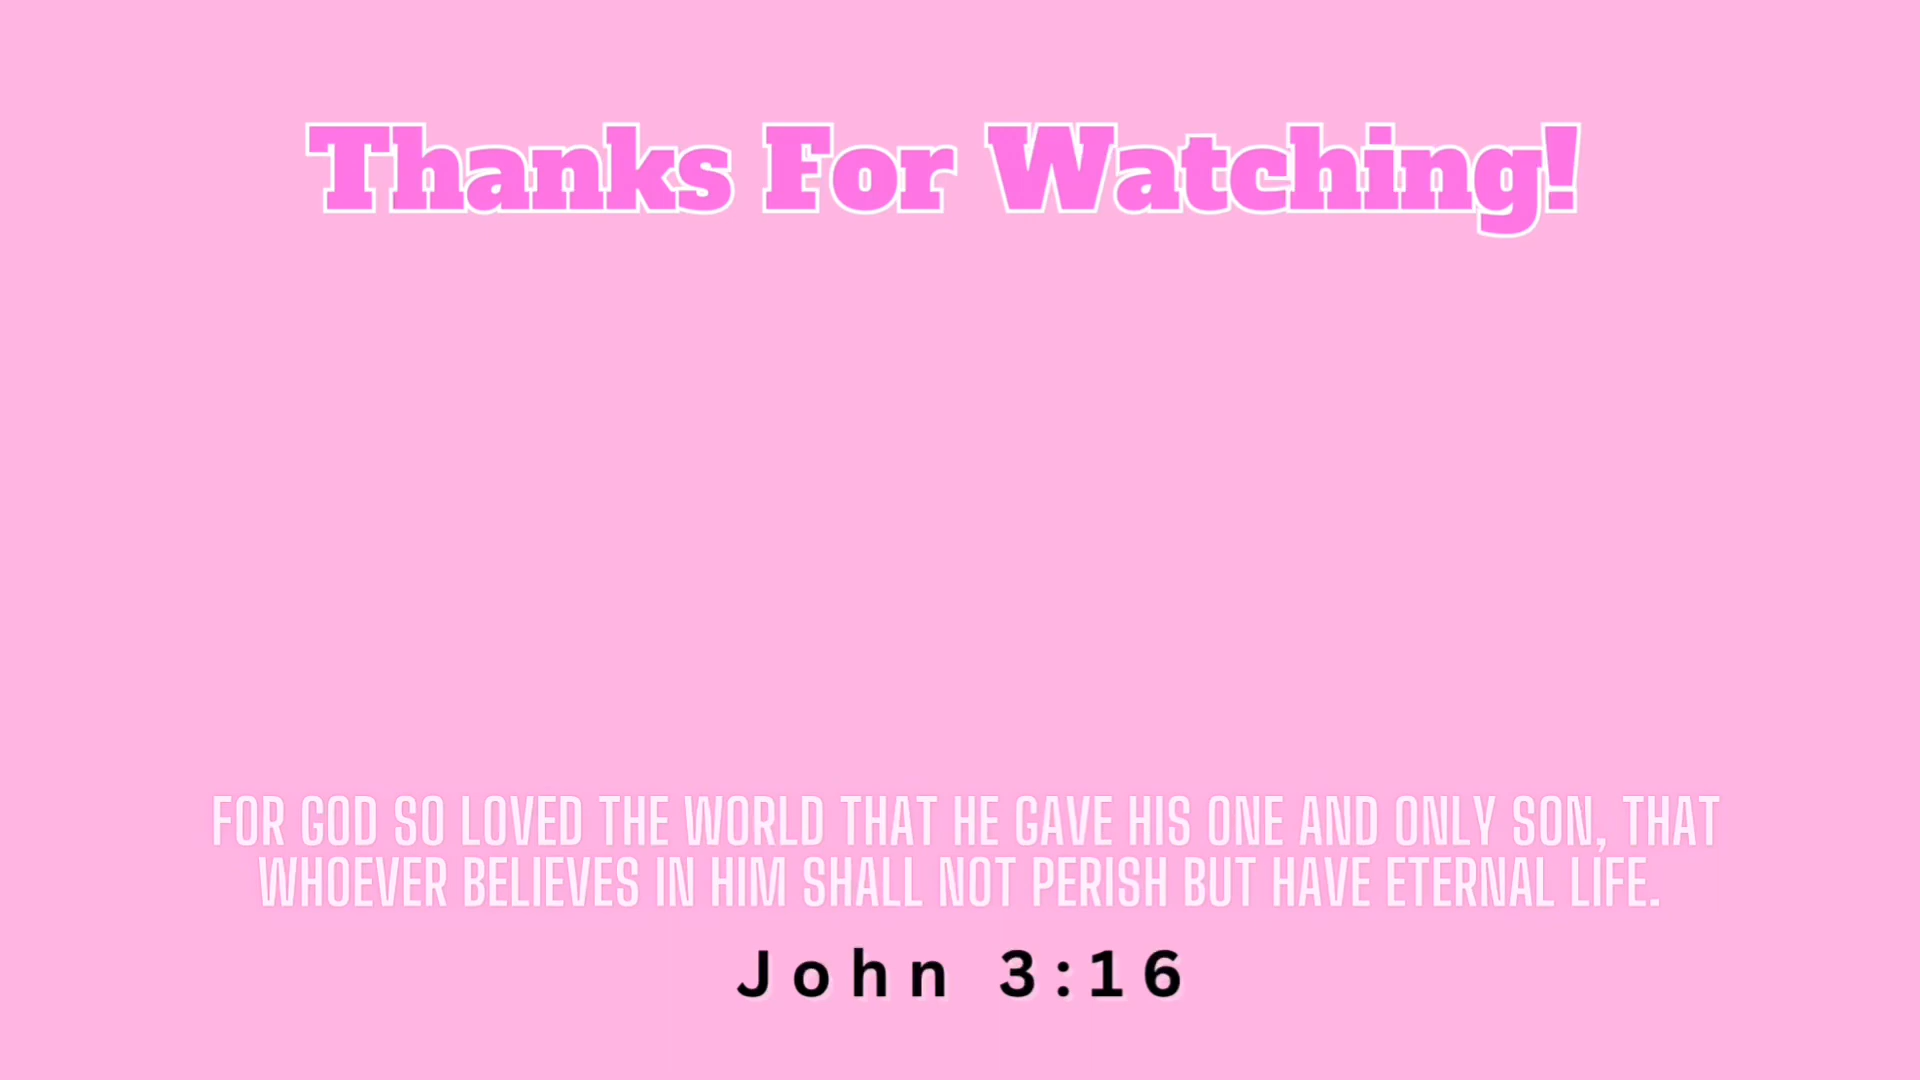 Thanks For Watching!
FOR GOD SO LOVED THE WORLD THAT HE GAVE HIS ONE AND ONLY SON, THAT
WHOEVER BELIEVES IN HIM SHALL NOT PERISH BUT HAVE ETERNAL LIFE.
John 3:16